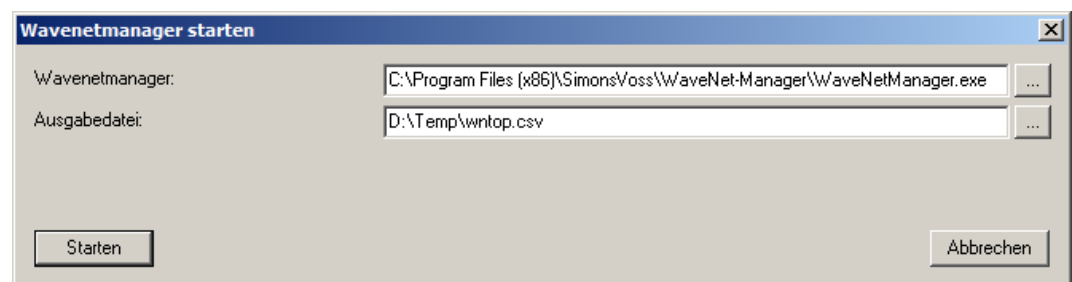 Wavenetmanager starten
Wavenetmanager: C:\Program Files (x86)\SimonsVoss\WaveNet-Manager\WaveNetManager.exe ...
Ausgabedatei: D:\Temp\wntop.csv ...
Starten Abbrechen